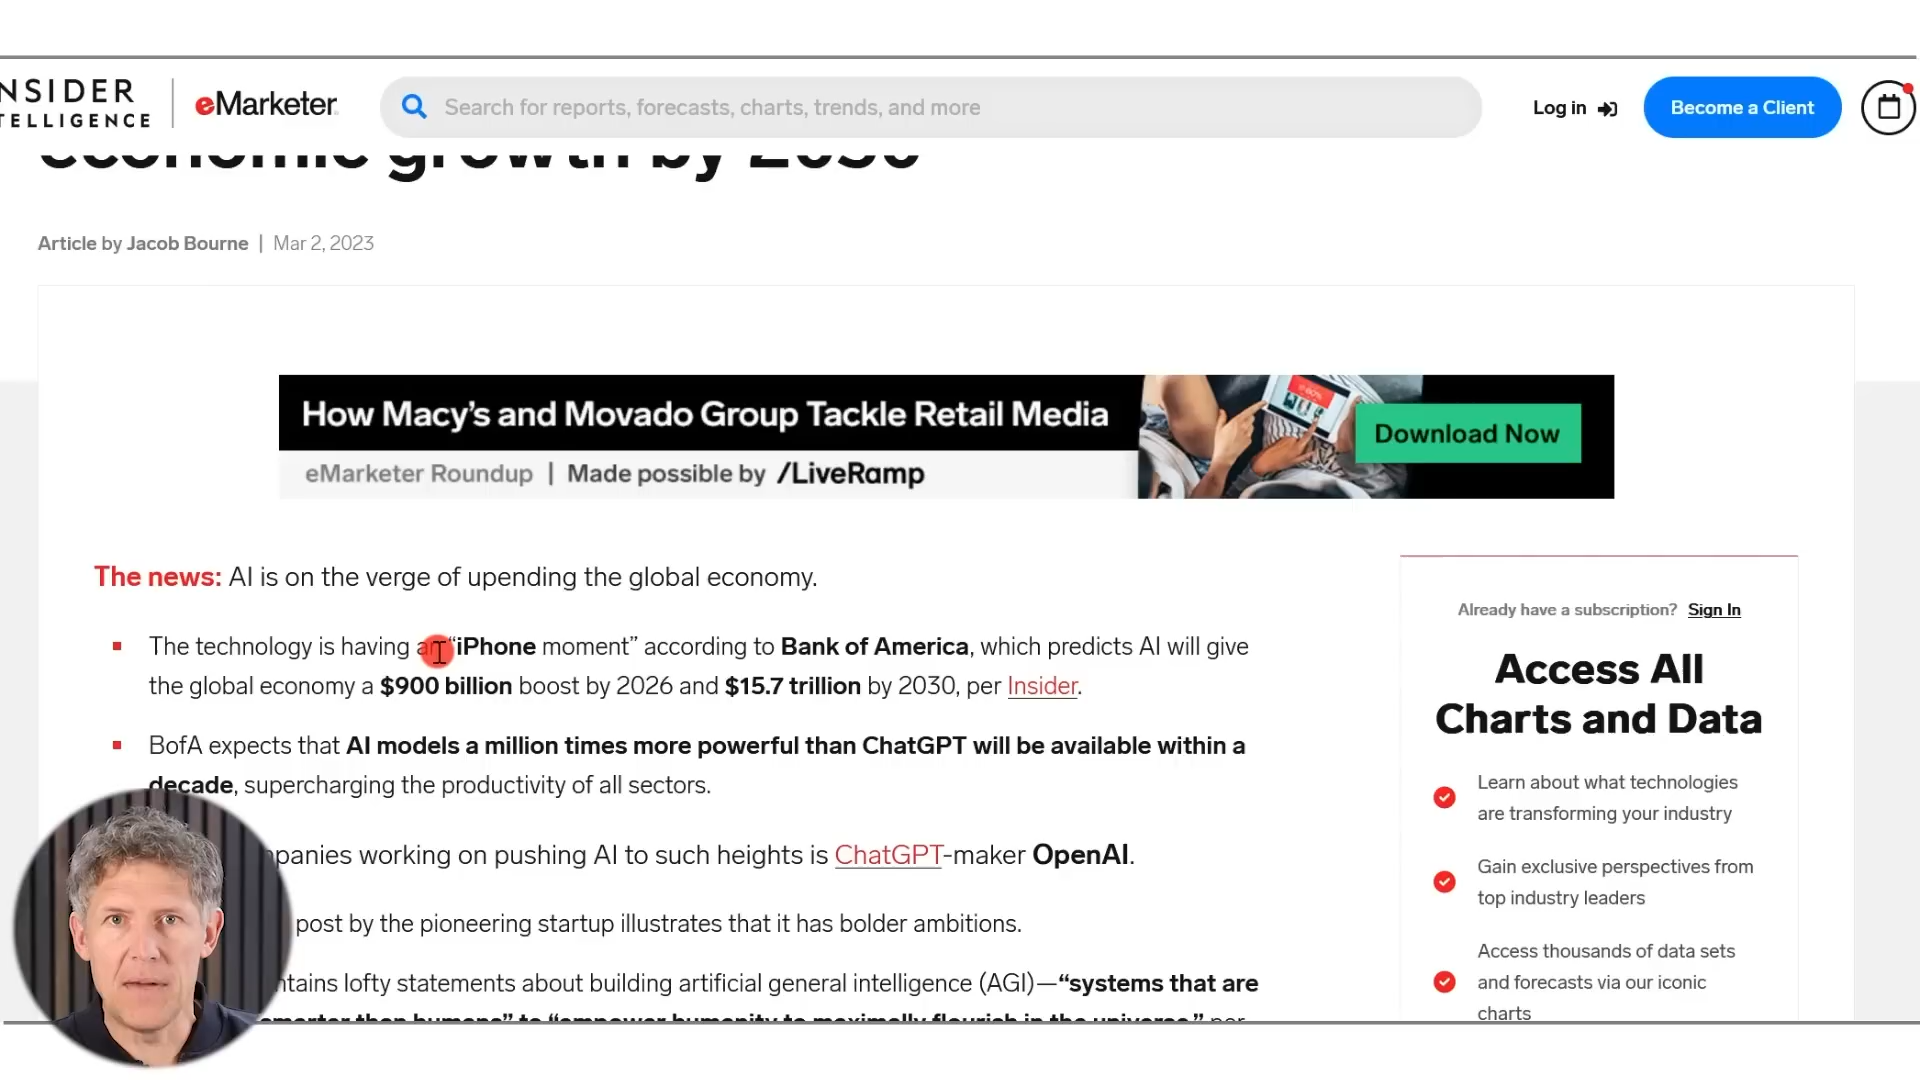 NSIDER
TELLIGENCE
eMarketer
Search for reports, forecasts, charts, trends, and more
Log in
Become a Client
economic growth by 2030
Article by Jacob Bourne | Mar 2, 2023
How Macy's and Movado Group Tackle Retail Media
Download Now
eMarketer Roundup | Made possible by /LiveRamp
The news: AI is on the verge of upending the global economy.
The technology is having an “iPhone moment” according to Bank of America, which predicts AI will give
the global economy a $900 billion boost by 2026 and $15.7 trillion by 2030, per Insider.
BofA expects that AI models a million times more powerful than ChatGPT will be available within a
decade, supercharging the productivity of all sectors.
panies working on pushing AI to such heights is ChatGPT-maker OpenAI.
post by the pioneering startup illustrates that it has bolder ambitions.
ntains lofty statements about building artificial general intelligence (AGI)—“systems that are
smarter than humans” to “empower humanity to maximally flourish in the universe,” per
Already have a subscription? Sign In
Access All
Charts and Data
Learn about what technologies
are transforming your industry
Gain exclusive perspectives from
top industry leaders
Access thousands of data sets
and forecasts via our iconic
charts